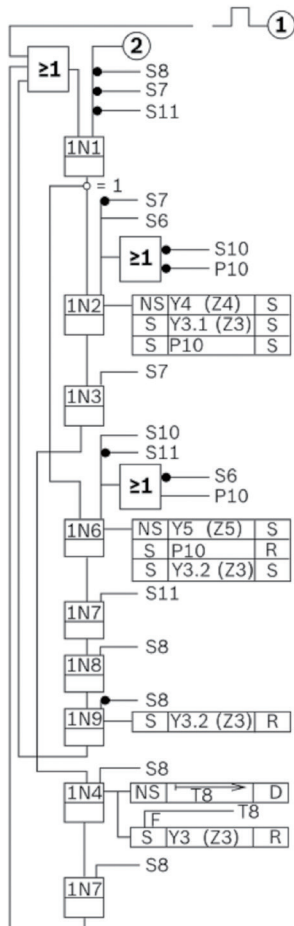 1
≥1
2
S8
S7
S11
1N1
= 1
S7
S6
≥1
S10
P10
1N2
NS Y4 (Z4) S
S Y3.1 (Z3) S
S P10 S
S7
1N3
S10
S11
≥1
S6
P10
1N6
NS Y5 (Z5) S
S P10 R
S Y3.2 (Z3) S
S11
1N7
S8
1N8
S8
1N9
S Y3.2 (Z3) R
S8
1N4
NS T8 D
T8
F
S Y3 (Z3) R
S8
1N7